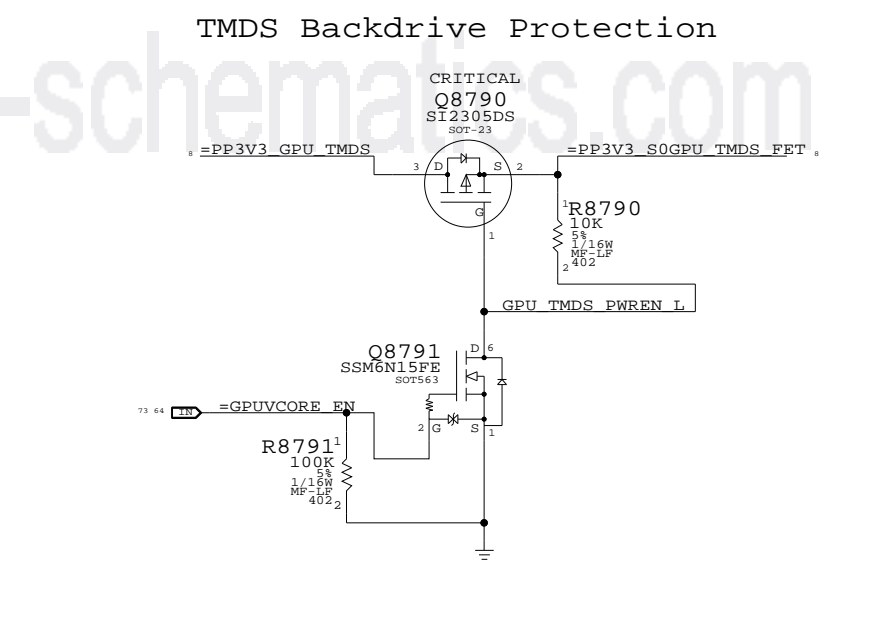 TMDS Backdrive Protection
-schematics.com
CRITICAL
Q8790
SI2305DS
SOT-23
8
=PP3V3_GPU_TMDS
3
D
S
2
=PP3V3_S0GPU_TMDS_FET
8
G
1
1
R8790
10K
5%
1/16W
MF-LF
402
2
GPU_TMDS_PWREN_L
Q8791
SSM6N15FE
SOT563
D
6
73 64
IN
=GPUVCORE_EN
2
G
S
1
R8791
1
100K
5%
1/16W
MF-LF
402
2